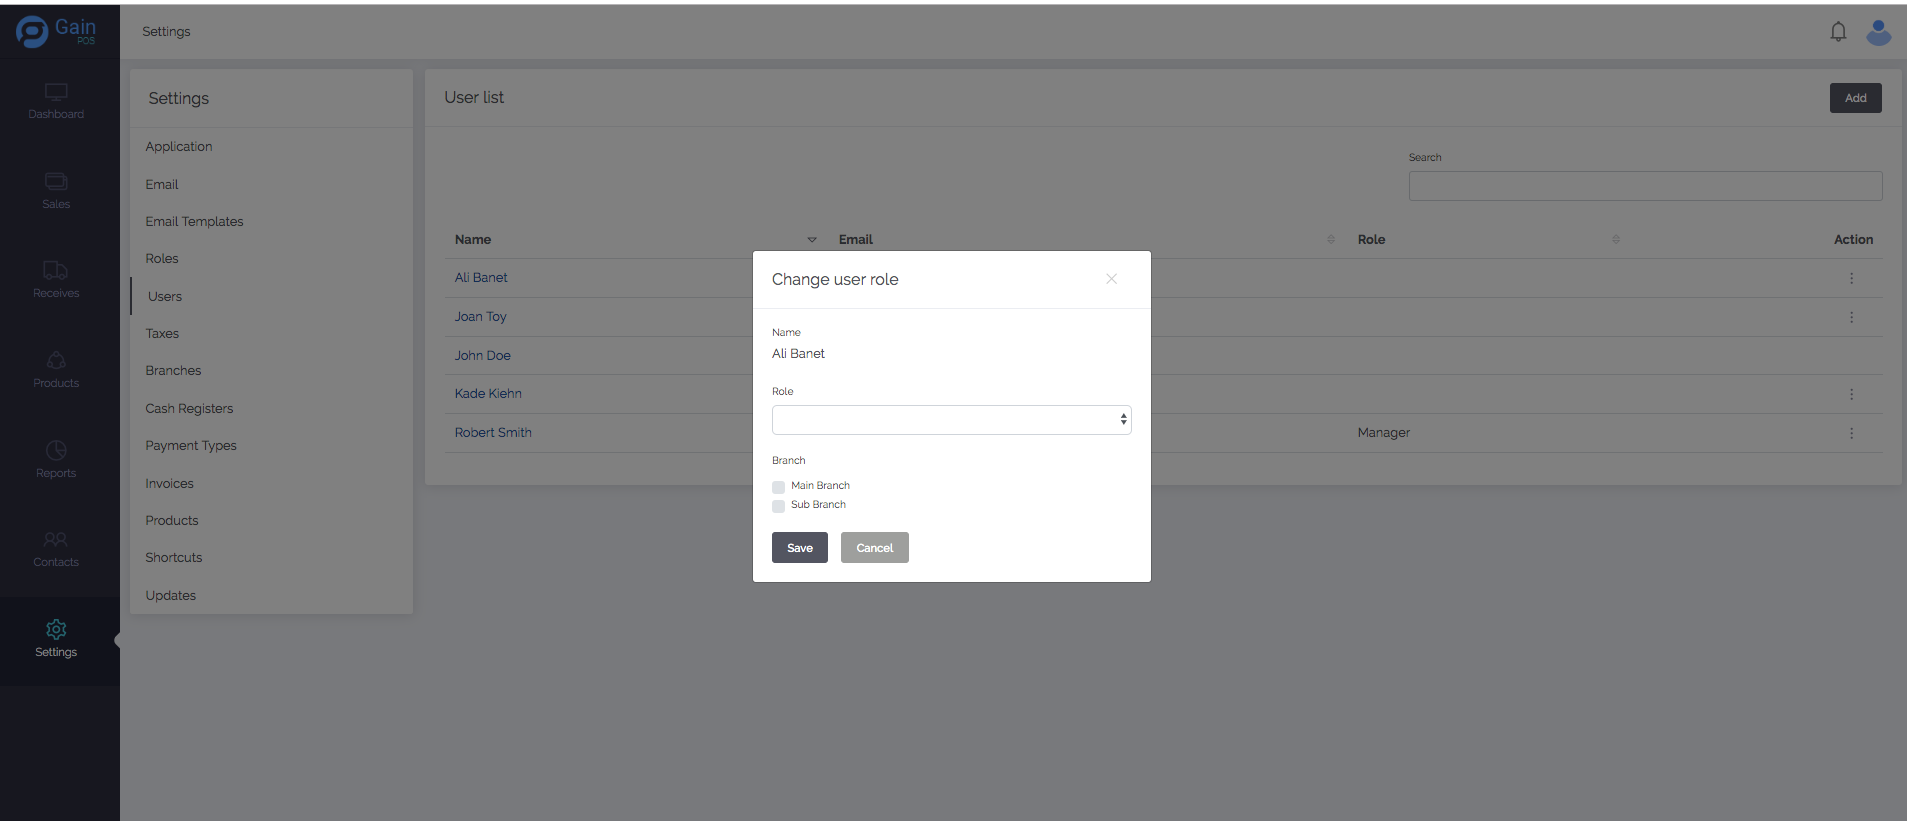 Gain
POS
Settings
Dashboard
Sales
Receives
Products
Reports
Contacts
Settings
Settings
Application
Email
Email Templates
Roles
Users
Taxes
Branches
Cash Registers
Payment Types
Invoices
Products
Shortcuts
Updates
User list
Add
Search
Name Email Role Action
Ali Banet
Joan Toy
John Doe
Kade Kiehn
Robert Smith Manager
Change user role
Name
Ali Banet
Role
Branch
Main Branch
Sub Branch
Save Cancel